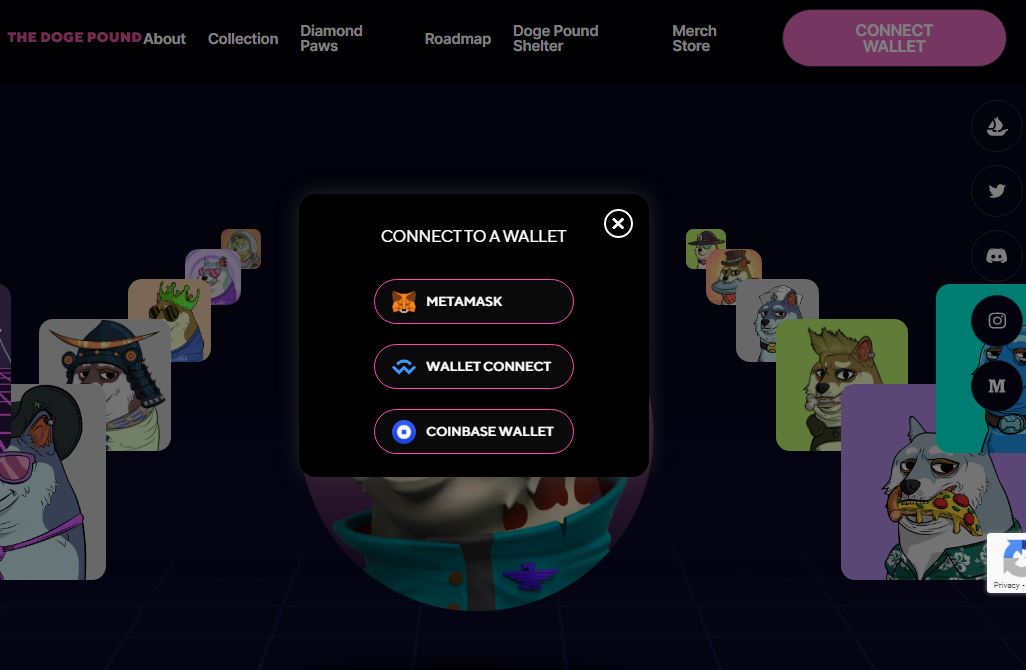 THE DOGE POUND
About
Collection
Diamond
Paws
Roadmap
Doge Pound
Shelter
Merch
Store
CONNECT
WALLET
CONNECT TO A WALLET
METAMASK
WALLET CONNECT
COINBASE WALLET
M
Privacy -